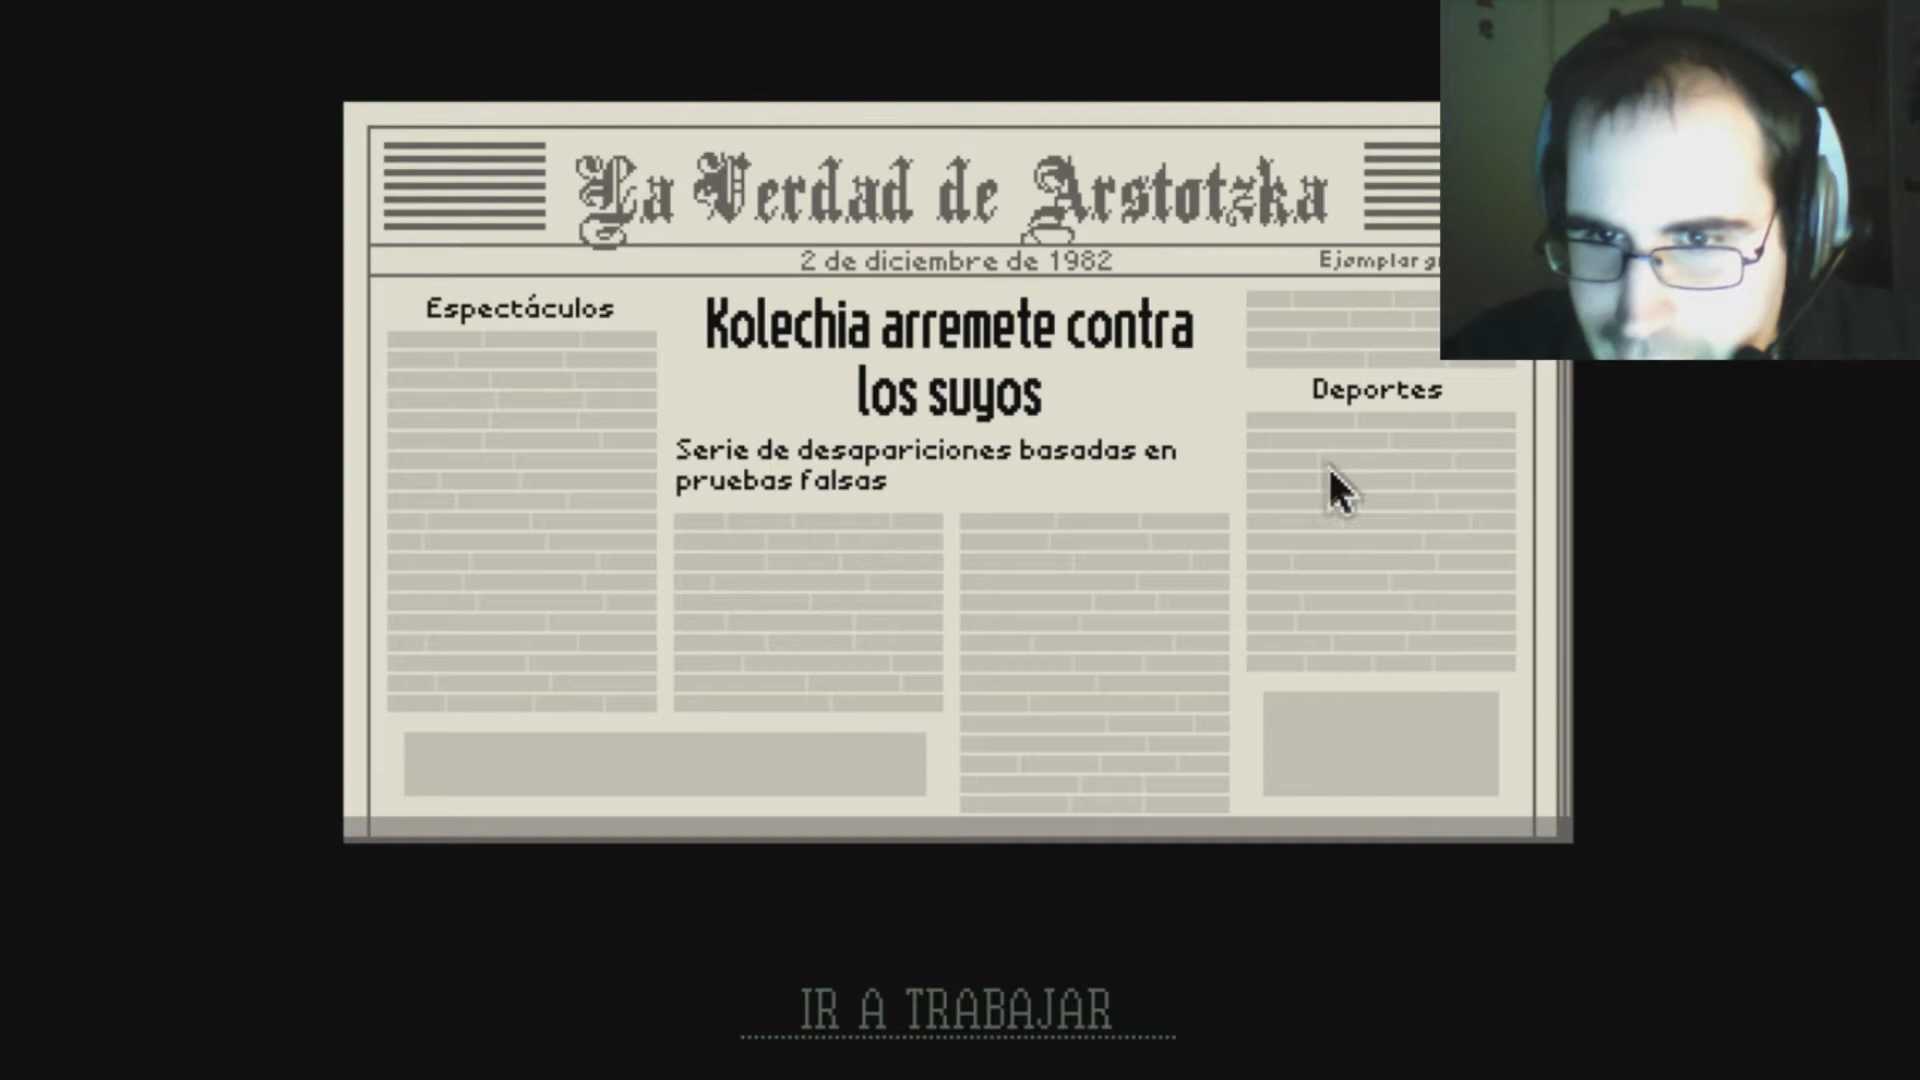 La Verdad de Arstotzka
2 de diciembre de 1982
Ejemplar
Espectáculos
Kolechia arremete contra
los suyos
Serie de desapariciones basadas en
pruebas falsas
Deportes
IR A TRABAJAR